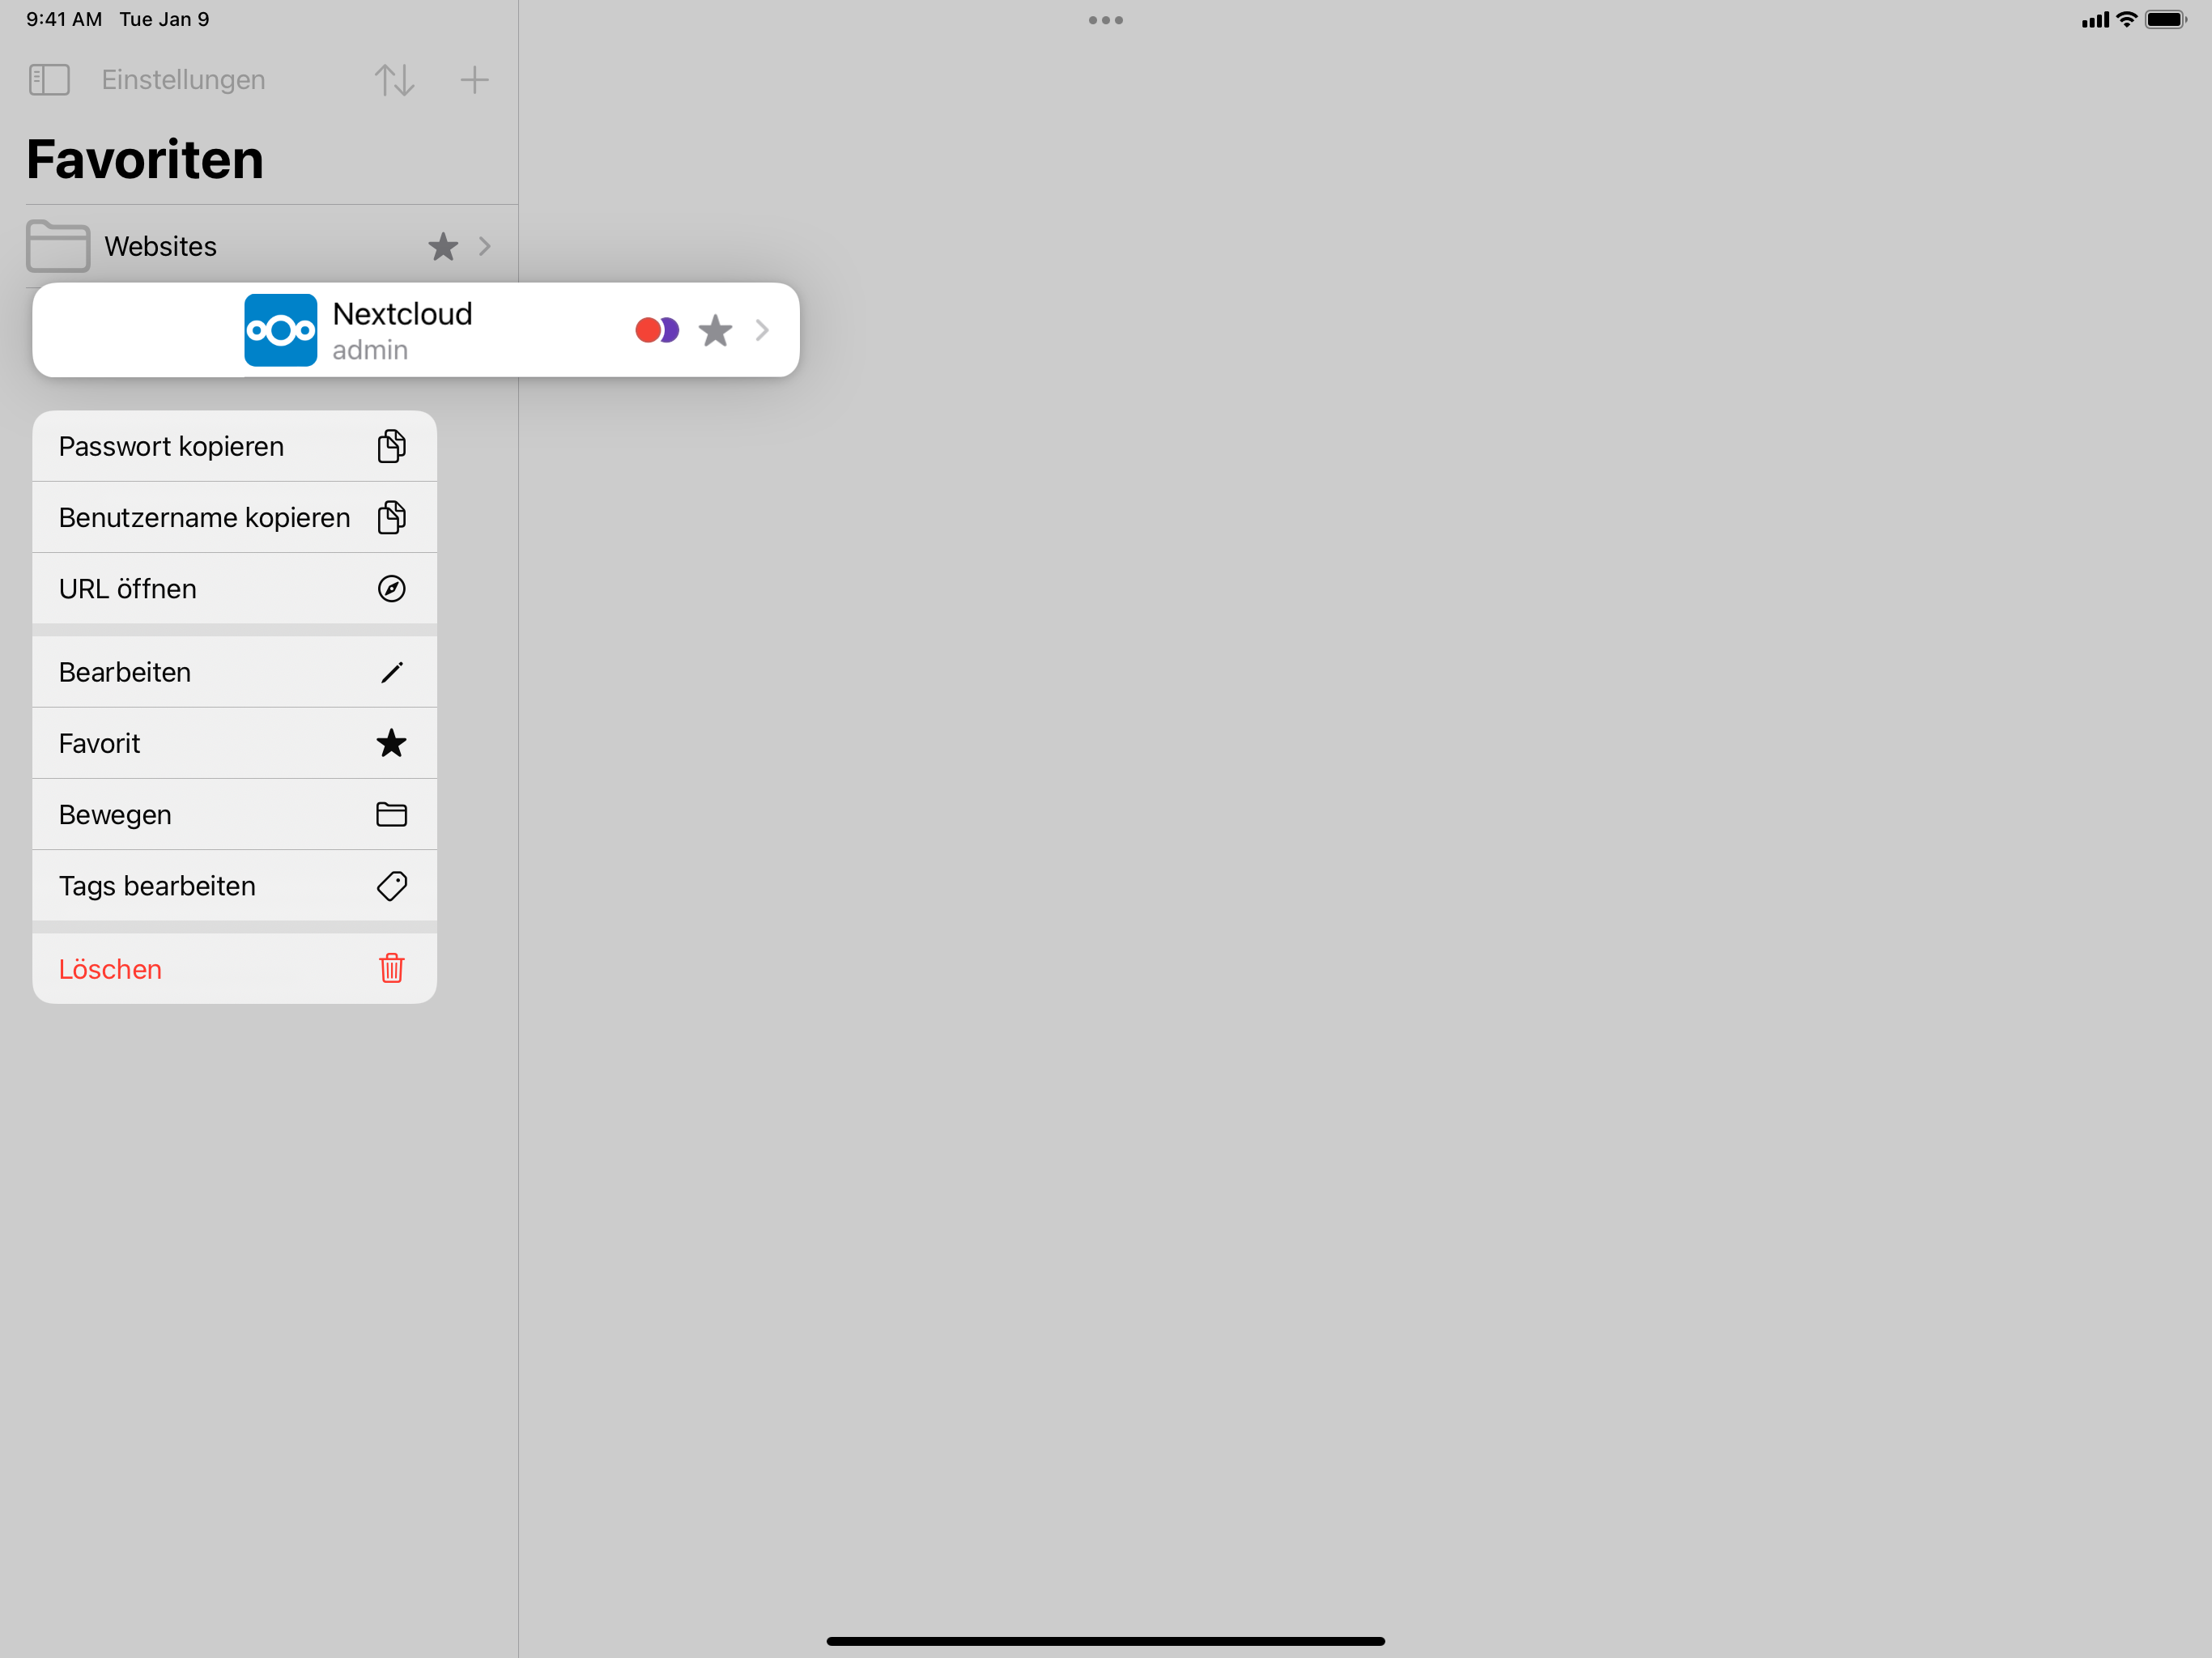 9:41 AM Tue Jan 9
Einstellungen
Favoriten
Websites
Nextcloud
admin
Passwort kopieren
Benutzername kopieren
URL öffnen
Bearbeiten
Favorit
Bewegen
Tags bearbeiten
Löschen